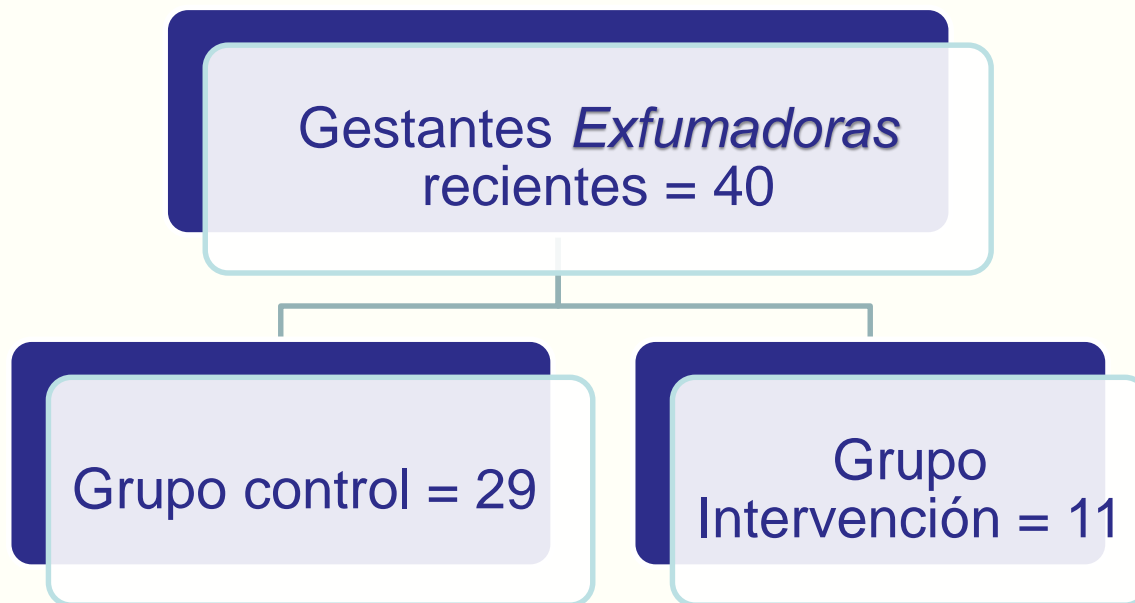 Gestantes Exfumadoras
recientes = 40
Grupo control = 29
Grupo
Intervención = 11